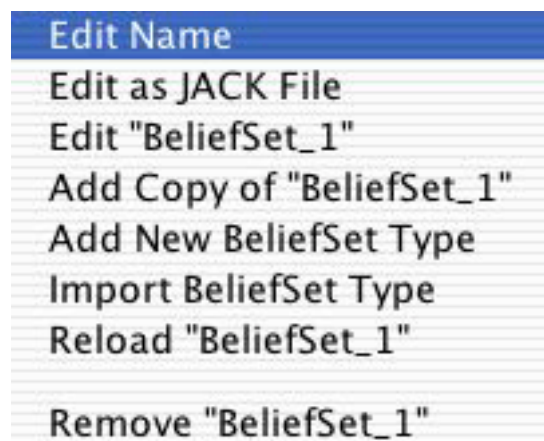 Edit Name
Edit as JACK File
Edit "BeliefSet_1"
Add Copy of "BeliefSet_1"
Add New BeliefSet Type
Import BeliefSet Type
Reload "BeliefSet_1"
Remove "BeliefSet_1"